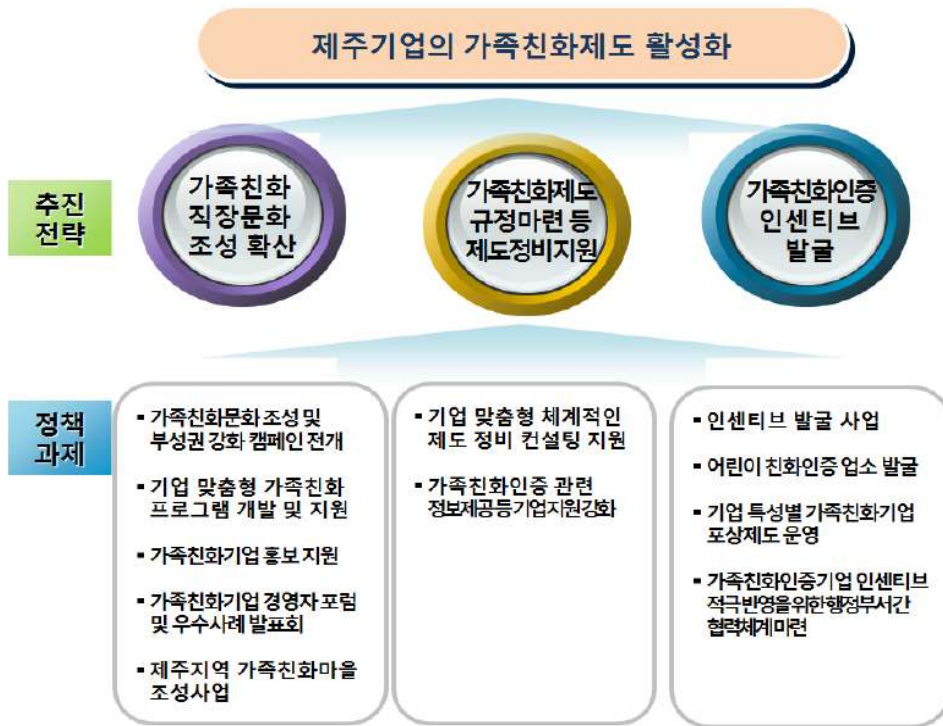 제주기업의 가족친화제도 활성화
추진
전략
가족친화
직장문화
조성 확산
가족친화제도
규정마련 등
제도정비지원
가족친화인증
인센티브
발굴
정책
과제
▪ 가족친화문화 조성 및
부성권 강화 캠페인 전개
▪ 기업 맞춤형 가족친화
프로그램 개발 및 지원
▪ 가족친화기업 홍보 지원
▪ 가족친화기업 경영자 포럼
및 우수사례 발표회
▪ 제주지역 가족친화마을
조성사업
▪ 기업 맞춤형 체계적인
제도 정비 컨설팅 지원
▪ 가족친화인증 관련
정보제공등 기업지원강화
▪ 인센티브 발굴 사업
▪ 어린이 친화인증 업소 발굴
▪ 기업 특성별 가족친화기업
포상제도 운영
▪ 가족친화인증기업 인센티브
적극반영을위한행정부서간
협력체계마련